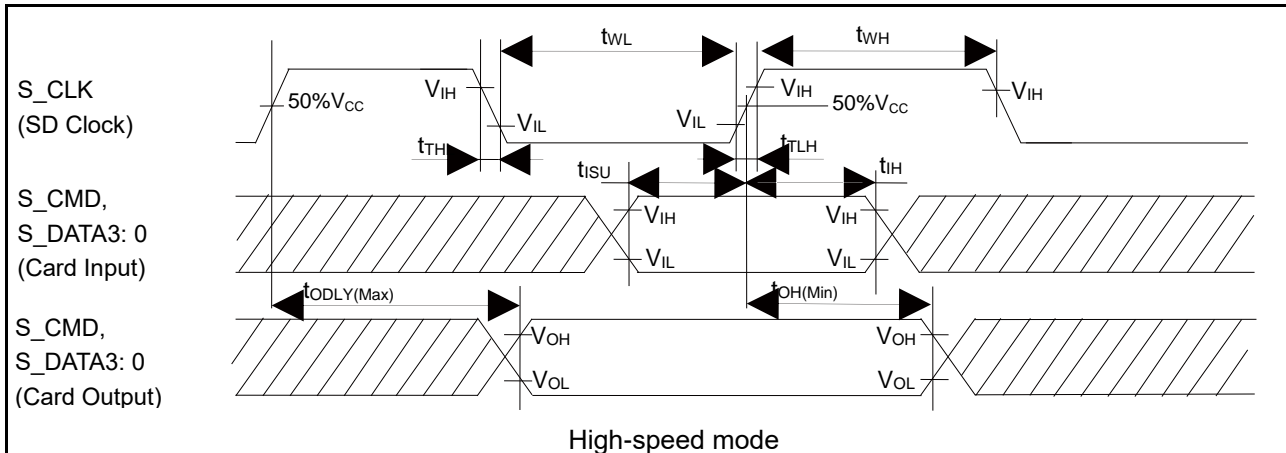 tWL
tWH
S_CLK
(SD Clock)
50%VCC
VIH
VIL
VIL
VIH
50%VCC
VIH
tTH
tTLH
tISU
tIH
S_CMD,
S_DATA3: 0
(Card Input)
VIH
VIL
VIH
VIL
tODLY(Max)
tOH(Min)
S_CMD,
S_DATA3: 0
(Card Output)
VOH
VOL
VOH
VOL
High-speed mode